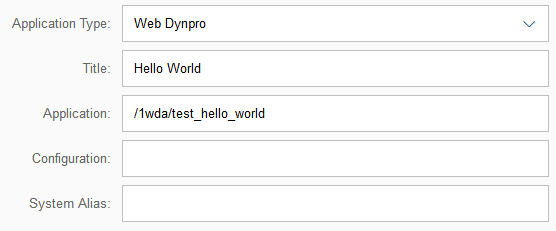 Application Type: Web Dynpro
Title: Hello World
Application: /1wda/test_hello_world
Configuration:
System Alias: